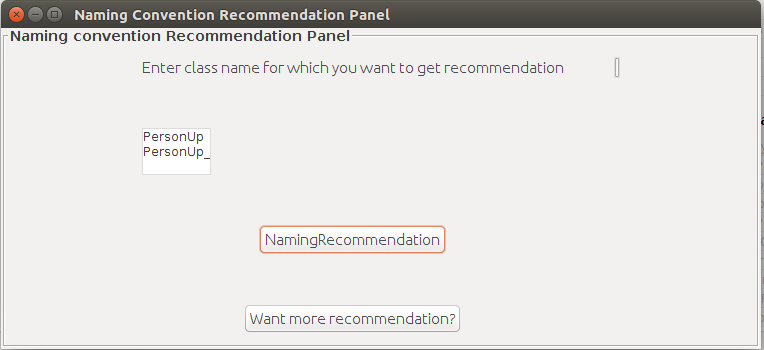 Naming Convention Recommendation Panel
Naming convention Recommendation Panel
Enter class name for which you want to get recommendation
PersonUp
PersonUp_
NamingRecommendation
Want more recommendation?